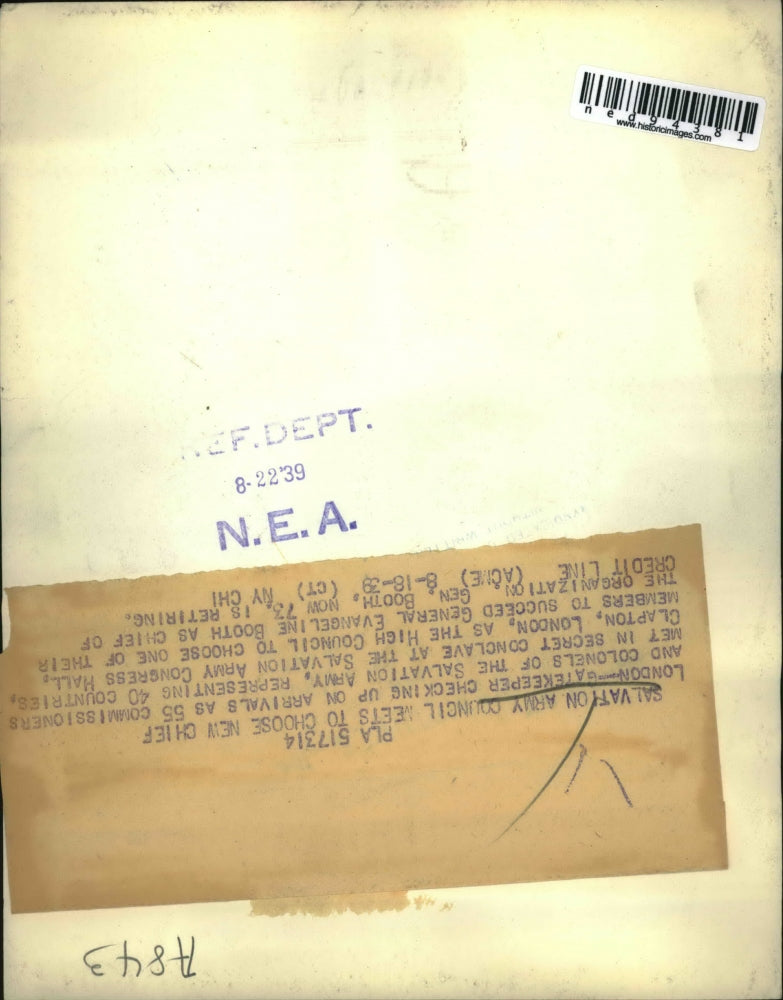 ned94381
www.historicimages.com
REF.DEPT.
8-22'39
N.E.A.
PLA 517314
SALVATION ARMY COUNCIL MEETS TO CHOOSE NEW CHIEF
LONDON--GATEKEEPER CHECKING UP ON ARRIVALS AS 55 COMMISSIONERS
AND COLONELS OF THE SALVATION ARMY, REPRESENTING 40 COUNTRIES,
MET IN SECRET CONCLAVE AT THE SALVATION ARMY CONGRESS HALL,
CLAPTON, LONDON, AS THE HIGH COUNCIL TO CHOOSE ONE OF THEIR
MEMBERS TO SUCCEED GENERAL EVANGELINE BOOTH AS CHIEF OF
THE ORGANIZATION. GEN. BOOTH, NOW 73, IS RETIRING.
CREDIT LINE (ACME) 8-18-39 (CT) NY CHI
A843